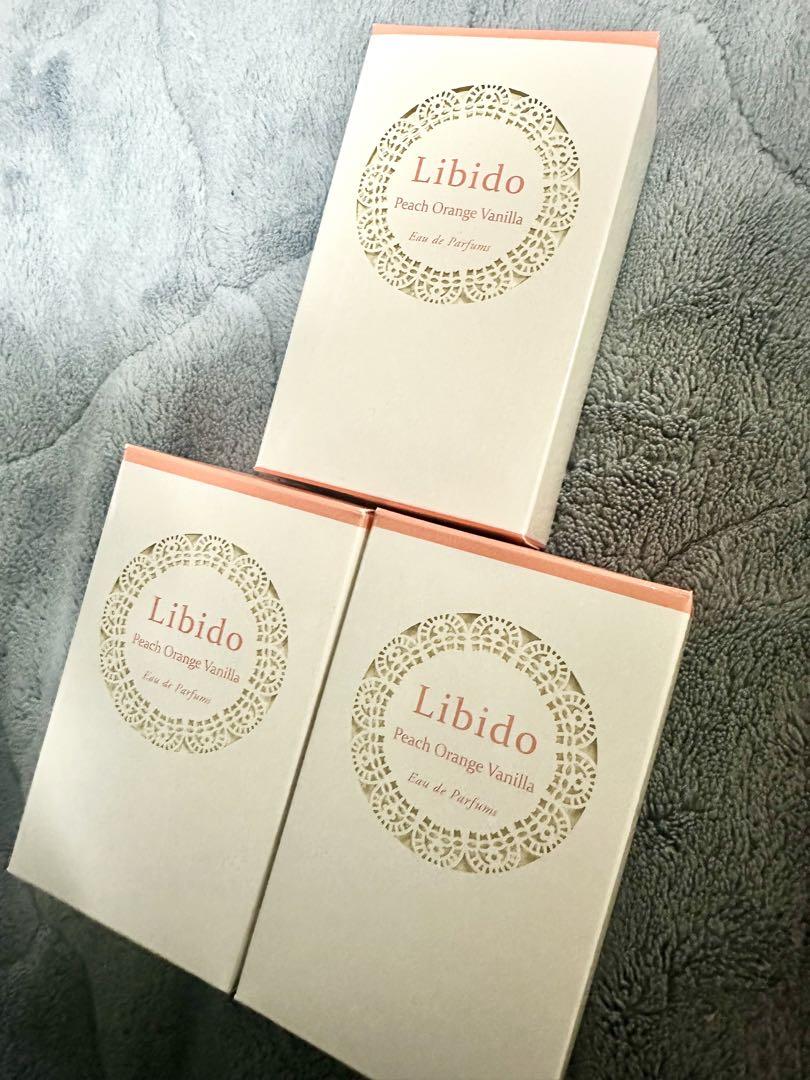 Libido
Peach Orange Vanilla
Eau de Parfums
Libido
Peach Orange Vanilla
Eau de Parfums
Libido
Peach Orange Vanilla
Eau de Parfums